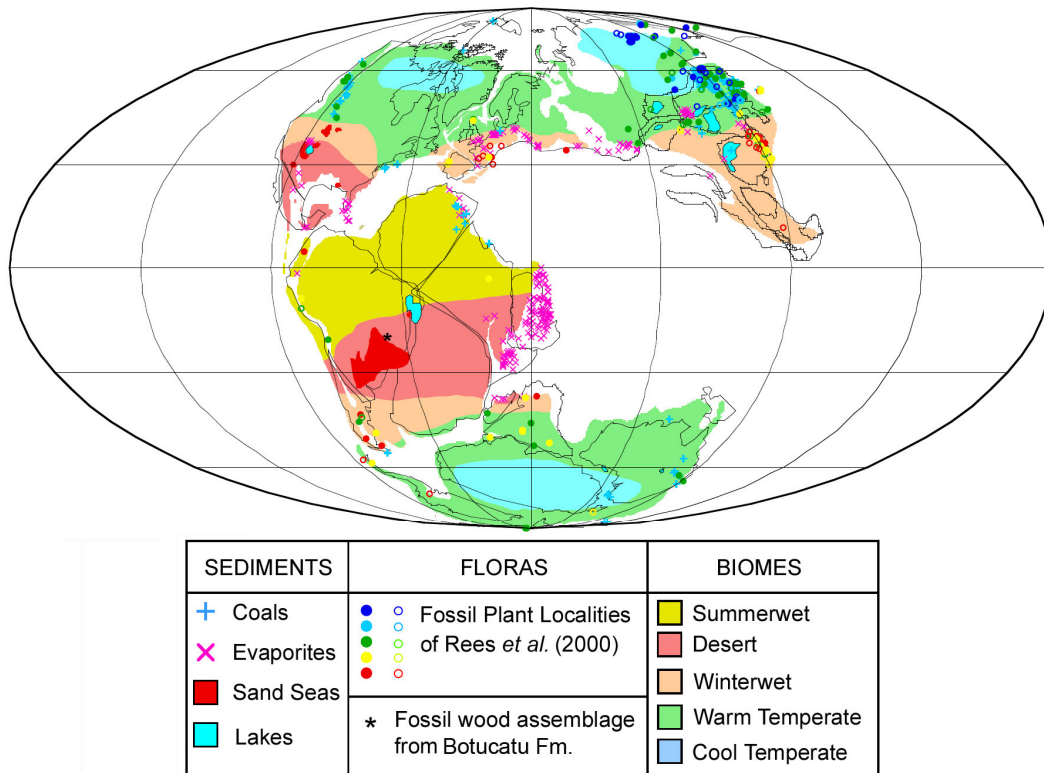 SEDIMENTS
Coals
Evaporites
Sand Seas
Lakes
FLORAS
Fossil Plant Localities
of Rees et al. (2000)
* Fossil wood assemblage
from Botucatu Fm.
BIOMES
Summerwet
Desert
Winterwet
Warm Temperate
Cool Temperate